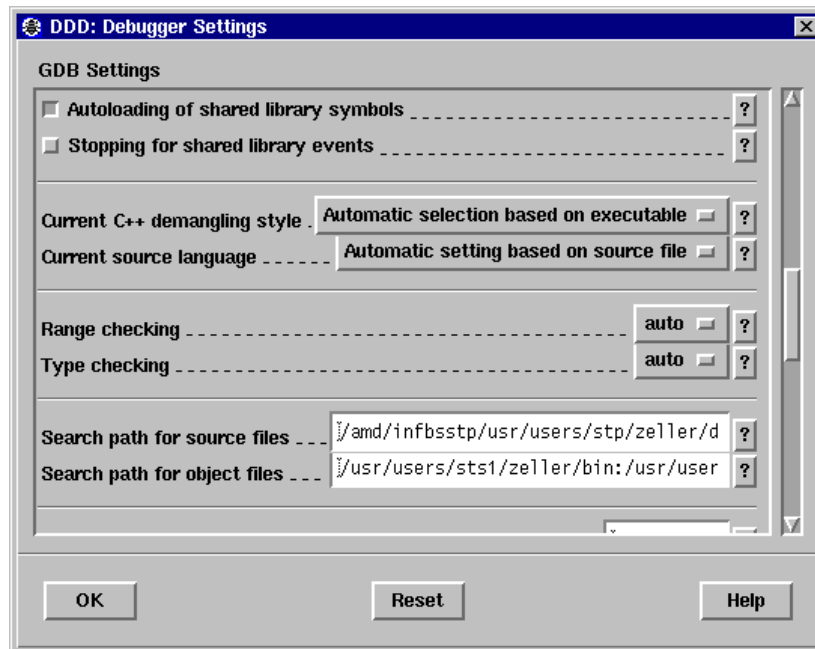 DDD: Debugger Settings
GDB Settings
Autoloading of shared library symbols ?
Stopping for shared library events ?
Current C++ demangling style . Automatic selection based on executable ?
Current source language Automatic setting based on source file ?
Range checking auto ?
Type checking auto ?
Search path for source files /amd/infbsstp/usr/users/stp/zeller/d ?
Search path for object files /usr/users/sts1/zeller/bin:/usr/user ?
OK Reset Help